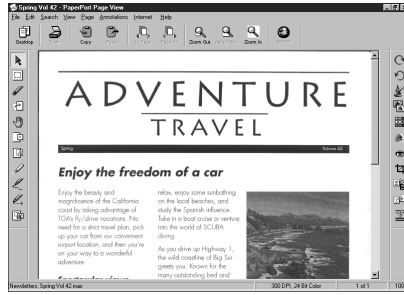 Spring Vol 42 - 'PaperPort Page View
File Edit Search View Page Annotations Internet Help
Desktop Copy Zoom Out Zoom In
ADVENTURE
TRAVEL
Spring Volume 42
Enjoy the freedom of a car
Enjoy the beauty and
magnificence of the California
coast by taking advantage of
TGA's fly/drive vacations. No
need for a strict travel plan, pick
up your car from our convenient
airport location, and then you're
on your way to a wonderful
adventure.
relax, enjoy some sunbathing
on the local beaches, and
study the Spanish influence.
Take in a boat cruise or venture
into the world of SCUBA
diving.
As you drive up Highway 1,
the wild coastline of Big Sur
greets you. Known for the
many outstanding bed and
Newsletters; Spring Vol 42.max 300 DPI, 24 Bit Color 1 of 1 100